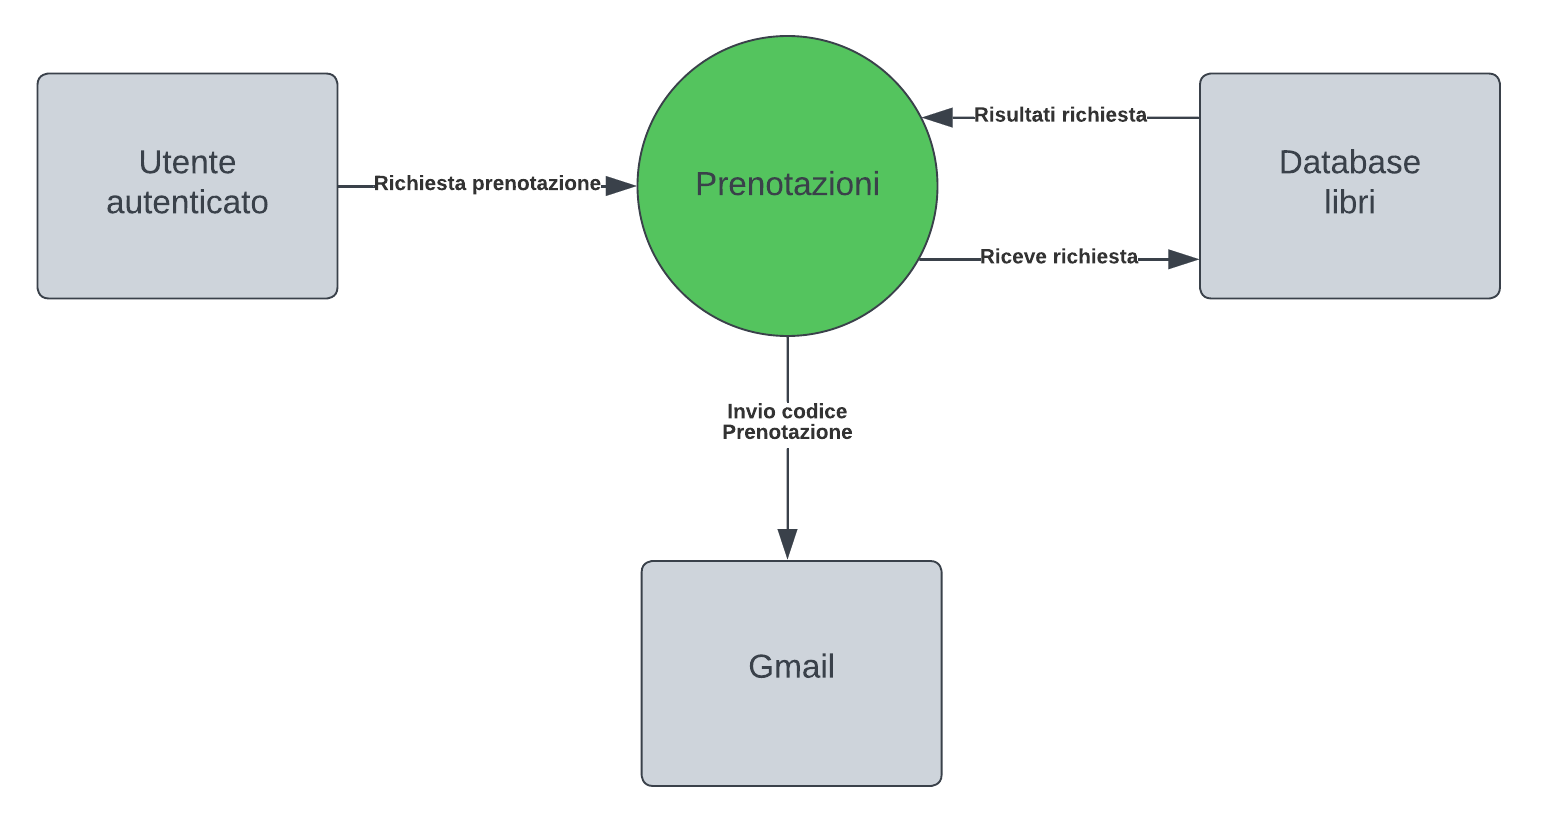 Utente
autenticato
Richiesta prenotazione
Prenotazioni
Risultati richiesta
Riceve richiesta
Database
libri
Invio codice
Prenotazione
Gmail